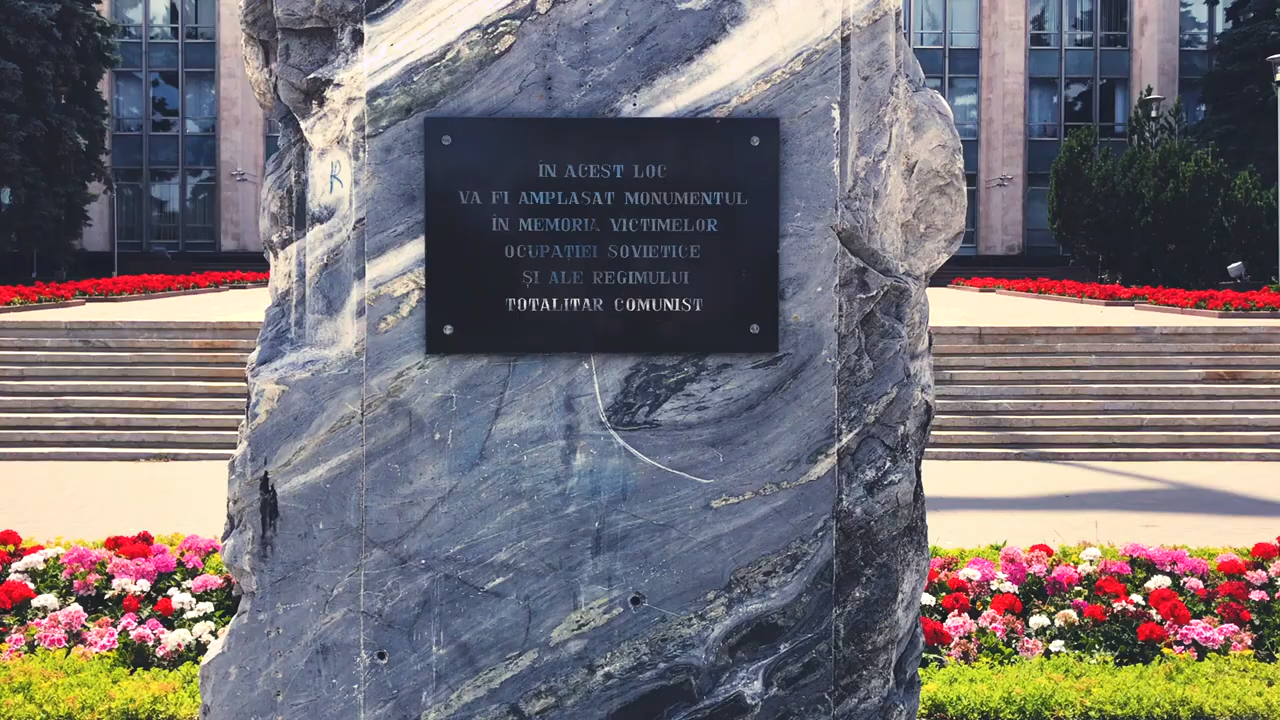 ÎN ACEST LOC
VA FI AMPLASAT MONUMENTUL
ÎN MEMORIA VICTIMELOR
OCUPAȚIEI SOVIETICE
ȘI ALE REGIMULUI
TOTALITAR COMUNIST
R